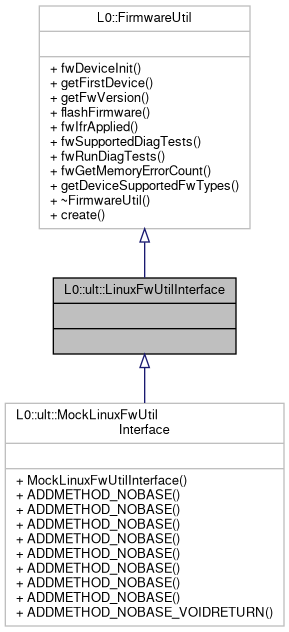 L0::FirmwareUtil
+ fwDeviceInit()
+ getFirstDevice()
+ getFwVersion()
+ flashFirmware()
+ fwIfrApplied()
+ fwSupportedDiagTests()
+ fwRunDiagTests()
+ fwGetMemoryErrorCount()
+ getDeviceSupportedFwTypes()
+ ~FirmwareUtil()
+ create()
L0::ult::LinuxFwUtilInterface
L0::ult::MockLinuxFwUtil
Interface
+ MockLinuxFwUtilInterface()
+ ADDMETHOD_NOBASE()
+ ADDMETHOD_NOBASE()
+ ADDMETHOD_NOBASE()
+ ADDMETHOD_NOBASE()
+ ADDMETHOD_NOBASE()
+ ADDMETHOD_NOBASE()
+ ADDMETHOD_NOBASE()
+ ADDMETHOD_NOBASE()
+ ADDMETHOD_NOBASE_VOIDRETURN()